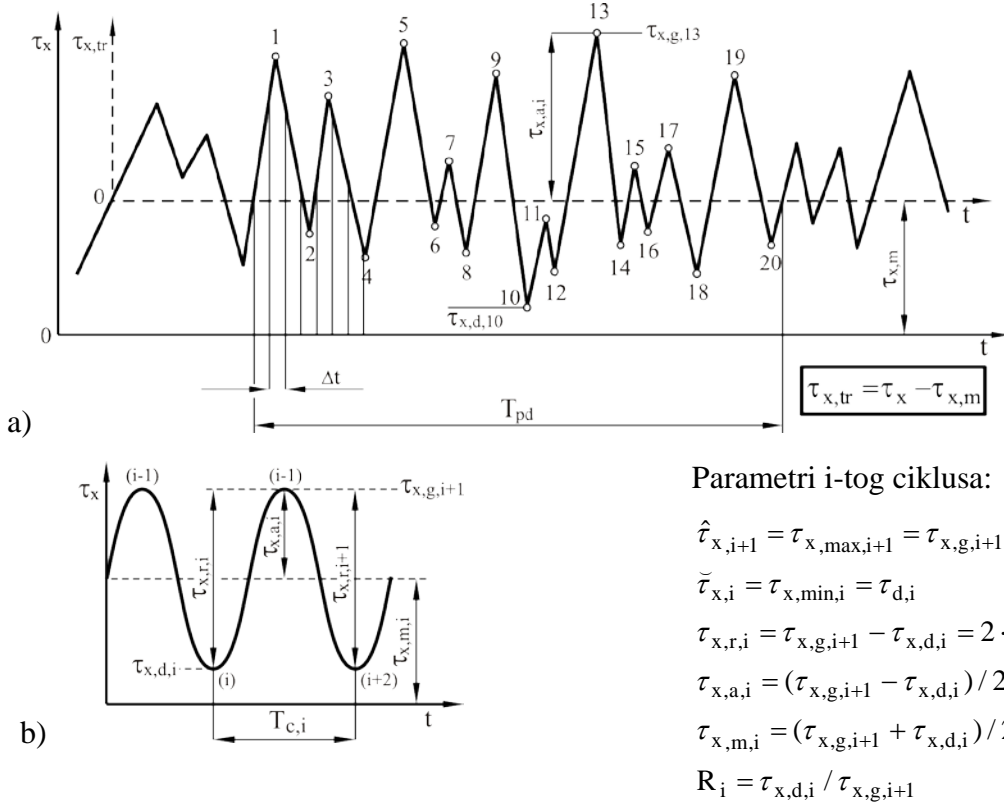 τx τx,tr 1 5 13 τx,g,13
3 9 19
τx,a,i
7 15 17
0 11 t
2 6 16 τx,m
4 8 12 14 18 20
10
τx,d,10
0 t
Δt
Tpd
τx,tr = τx − τx,m
a)
Parametri i-tog ciklusa:
τx (i-1) (i-1) τx,g,i+1
τx,r,i τx,a,i τx,r,i+1 τx,m,i
τx,d,i (i) (i+2)
t
Tc,i
b)
τ̂x,i+1 = τx,max,i+1 = τx,g,i+1
τ̆x,i = τx,min,i = τd,i
τx,r,i = τx,g,i+1 − τx,d,i = 2 ·
τx,a,i = (τx,g,i+1 − τx,d,i) / 2
τx,m,i = (τx,g,i+1 + τx,d,i) / 2
Ri = τx,d,i / τx,g,i+1